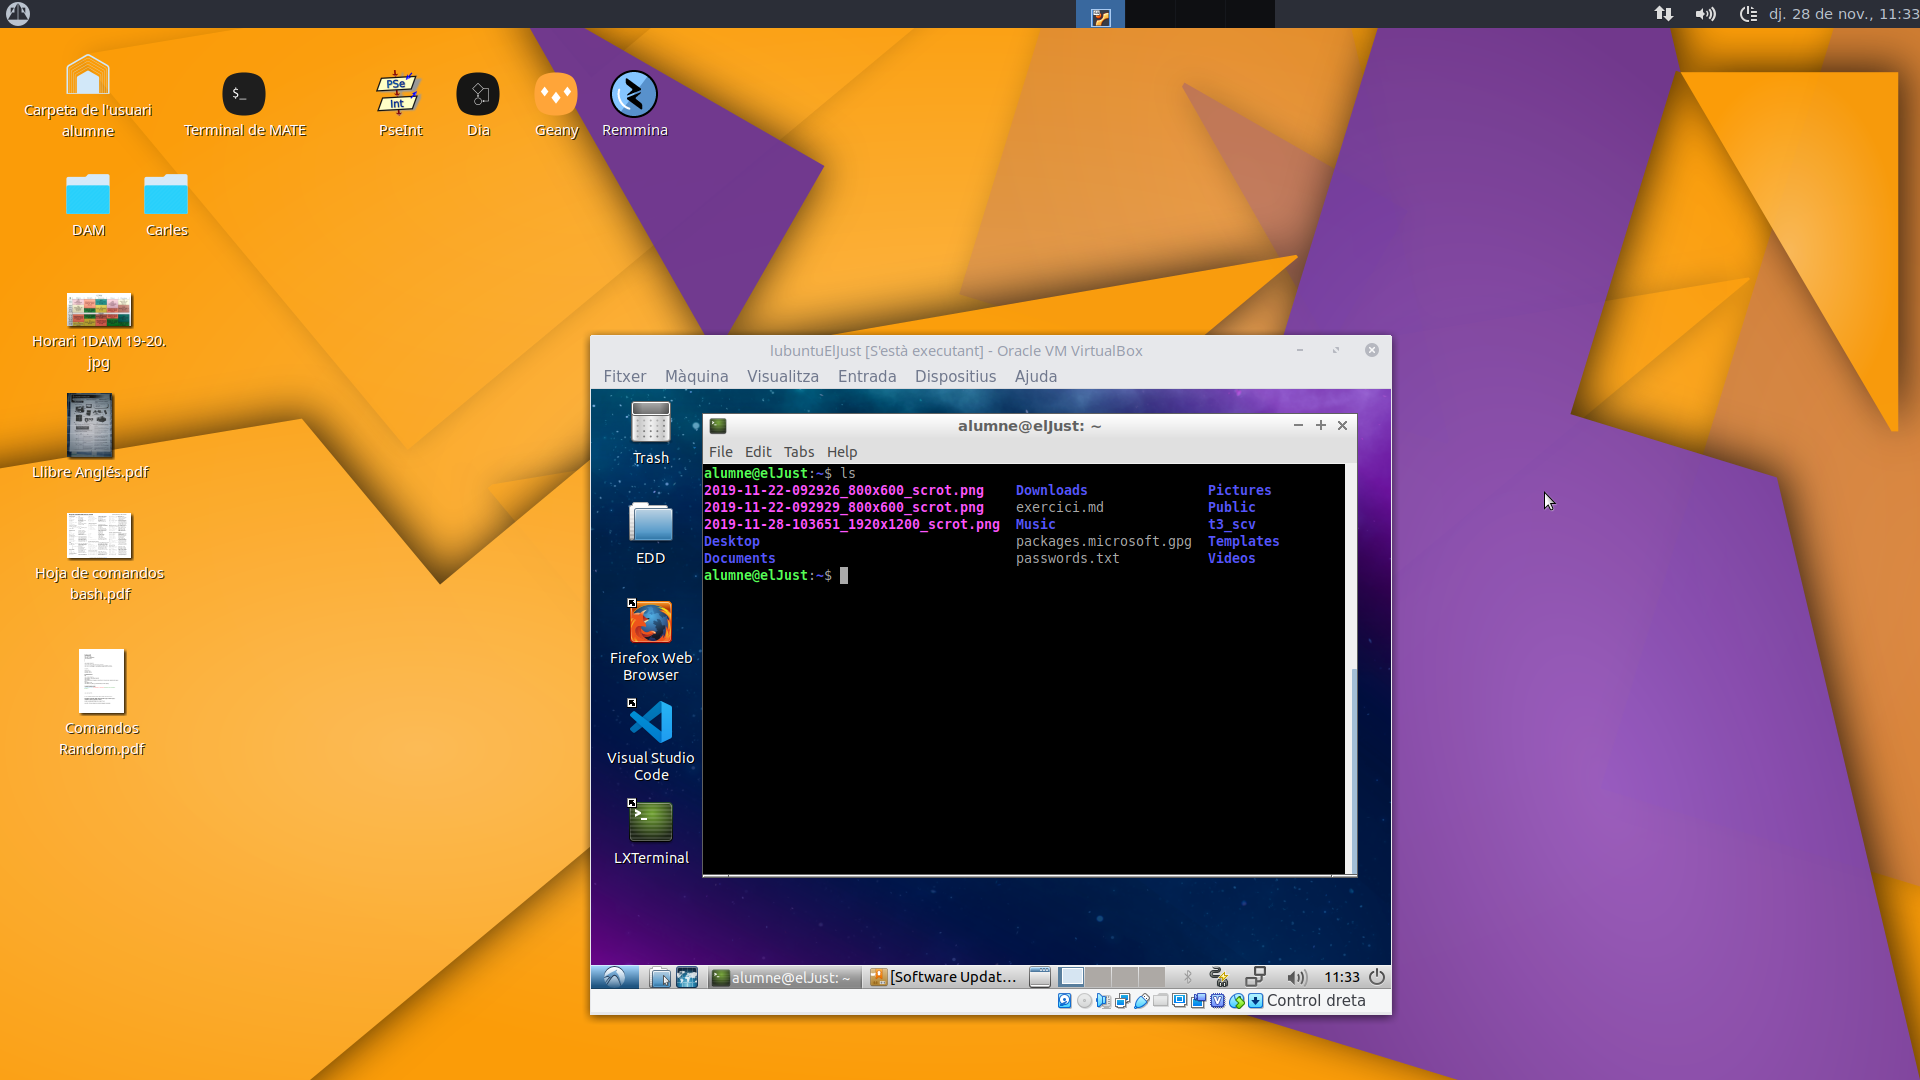 dj. 28 de nov., 11:33
Carpeta de l'usuari
alumne
$_
Terminal de MATE
PSe
Int
PseInt
Dia
Geany
Remmina
DAM
Carles
Horari 1DAM 19-20.
jpg
Llibre Anglés.pdf
Hoja de comandos
bash.pdf
Comandos
Random.pdf
lubuntuElJust [S'està executant] - Oracle VM VirtualBox
Fitxer Màquina Visualitza Entrada Dispositius Ajuda
Trash
EDD
Firefox Web
Browser
Visual Studio
Code
>_
LXTerminal
alumne@elJust: ~
File Edit Tabs Help
alumne@elJust:~$ ls
2019-11-22-092926_800x600_scrot.png Downloads Pictures
2019-11-22-092929_800x600_scrot.png exercici.md Public
2019-11-28-103651_1920x1200_scrot.png Music t3_scv
Desktop packages.microsoft.gpg Templates
Documents passwords.txt Videos
alumne@elJust:~$
alumne@elJust: ~
[Software Updat...
11:33
Control dreta